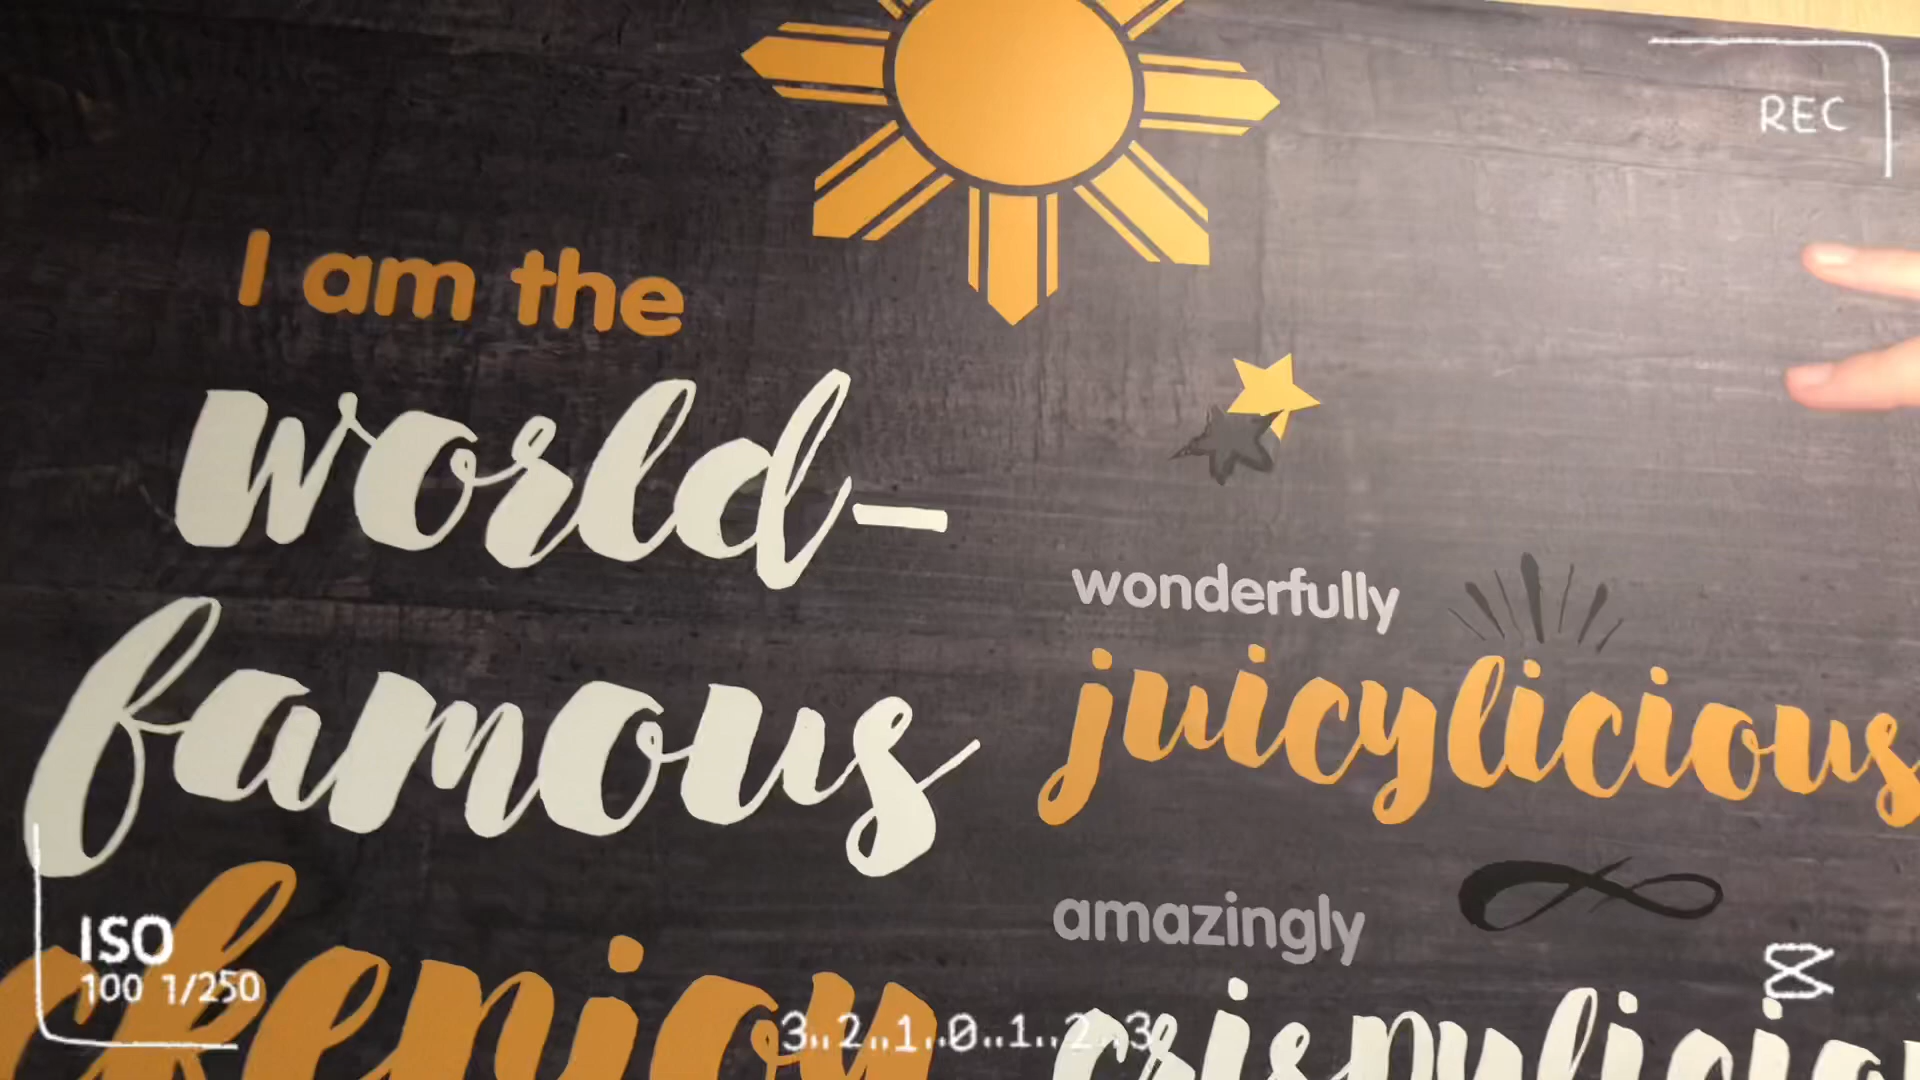 REC
I am the
world-
famous
wonderfully
juicylicious
amazingly
ISO
100 1/250
3..2..1..0..1..2..3